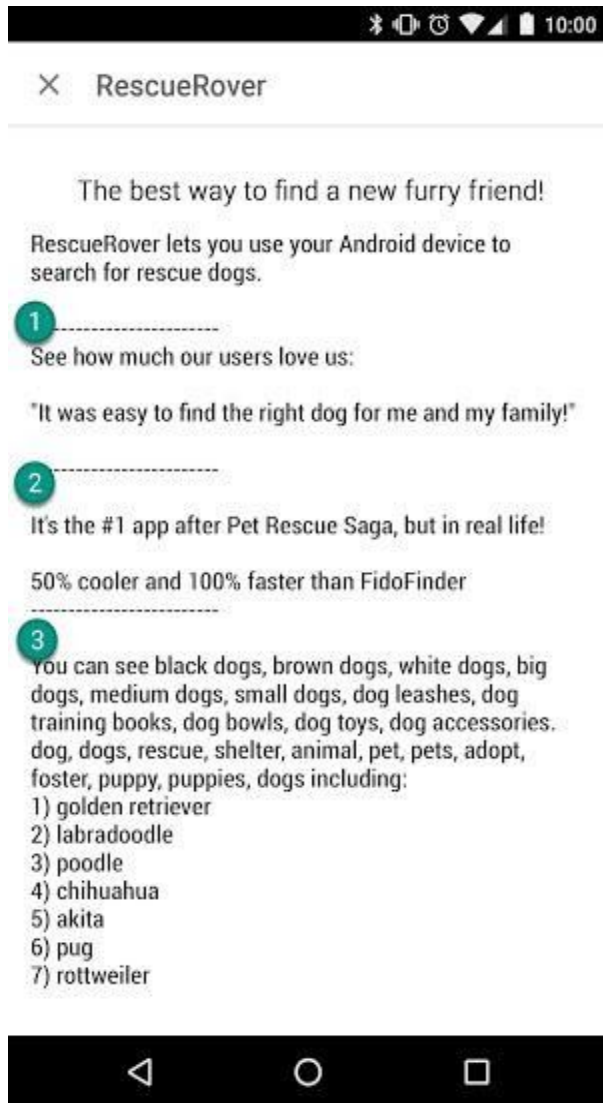 10:00
RescueRover
The best way to find a new furry friend!
RescueRover lets you use your Android device to
search for rescue dogs.
1
----------------------
See how much our users love us:
"It was easy to find the right dog for me and my family!"
----------------------
2
It's the #1 app after Pet Rescue Saga, but in real life!
50% cooler and 100% faster than FidoFinder
-------------------------
3
You can see black dogs, brown dogs, white dogs, big
dogs, medium dogs, small dogs, dog leashes, dog
training books, dog bowls, dog toys, dog accessories.
dog, dogs, rescue, shelter, animal, pet, pets, adopt,
foster, puppy, puppies, dogs including:
1) golden retriever
2) labradoodle
3) poodle
4) chihuahua
5) akita
6) pug
7) rottweiler